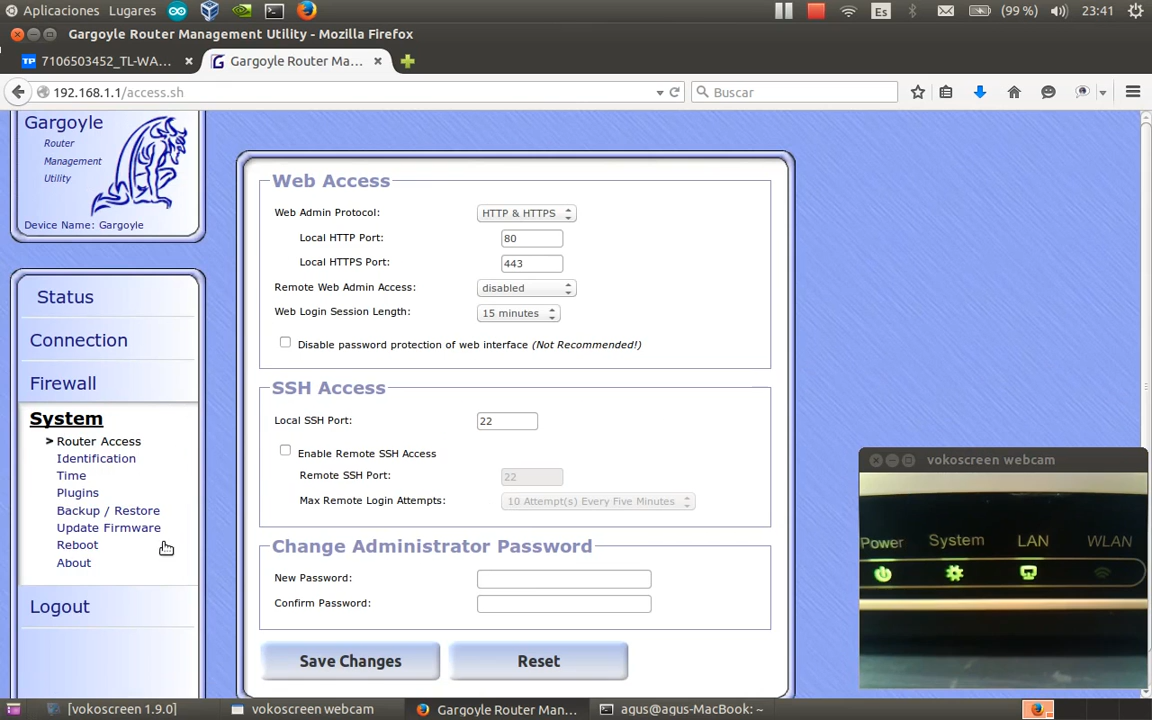 Aplicaciones Lugares Es (99 %) 23:41
Gargoyle Router Management Utility - Mozilla Firefox
TP 7106503452_TL-WA... Gargoyle Router Ma...
192.168.1.1/access.sh Buscar
Gargoyle
Router
Management
Utility
Device Name: Gargoyle
Status
Connection
Firewall
System
> Router Access
Identification
Time
Plugins
Backup / Restore
Update Firmware
Reboot
About
Logout
Web Access
Web Admin Protocol: HTTP & HTTPS
Local HTTP Port: 80
Local HTTPS Port: 443
Remote Web Admin Access: disabled
Web Login Session Length: 15 minutes
Disable password protection of web interface (Not Recommended!)
SSH Access
Local SSH Port: 22
Enable Remote SSH Access
Remote SSH Port: 22
Max Remote Login Attempts: 10 Attempt(s) Every Five Minutes
Change Administrator Password
New Password:
Confirm Password:
Save Changes Reset
vokoscreen webcam
Power System LAN WLAN
[vokoscreen 1.9.0] vokoscreen webcam Gargoyle Router Man... agus@agus-MacBook: ~